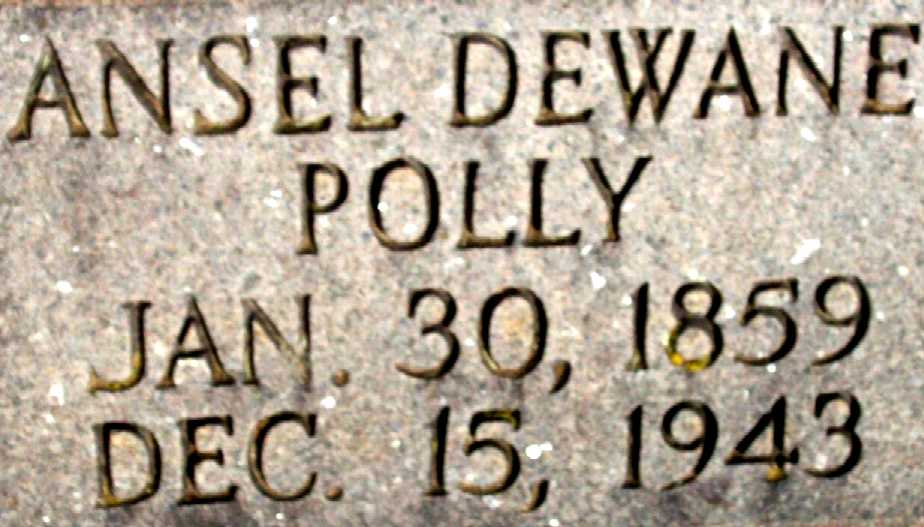 ANSEL DEWANE
POLLY
JAN. 30, 1859
DEC. 15, 1943